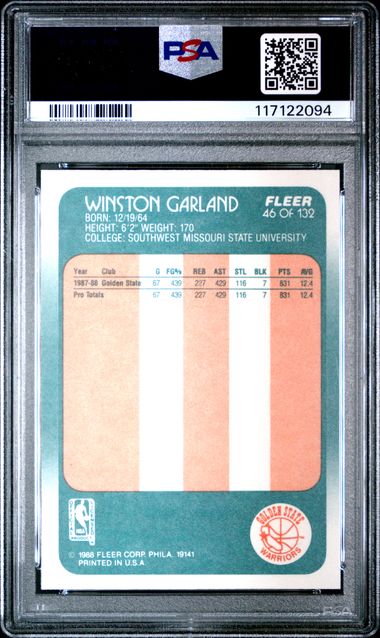 PSA
117122094
WINSTON GARLAND
FLEER
46 OF 132
BORN: 12/19/64
HEIGHT: 6'2" WEIGHT: 170
COLLEGE: SOUTHWEST MISSOURI STATE UNIVERSITY
Year Club G FG% REB AST STL BLK PTS AVG
1987-88 Golden State 67 .439 227 429 116 7 831 12.4
Pro Totals 67 .439 227 429 116 7 831 12.4
NBA
GOLDEN STATE
WARRIORS
© 1988 FLEER CORP. PHILA. 19141
PRINTED IN U.S.A.
PSA